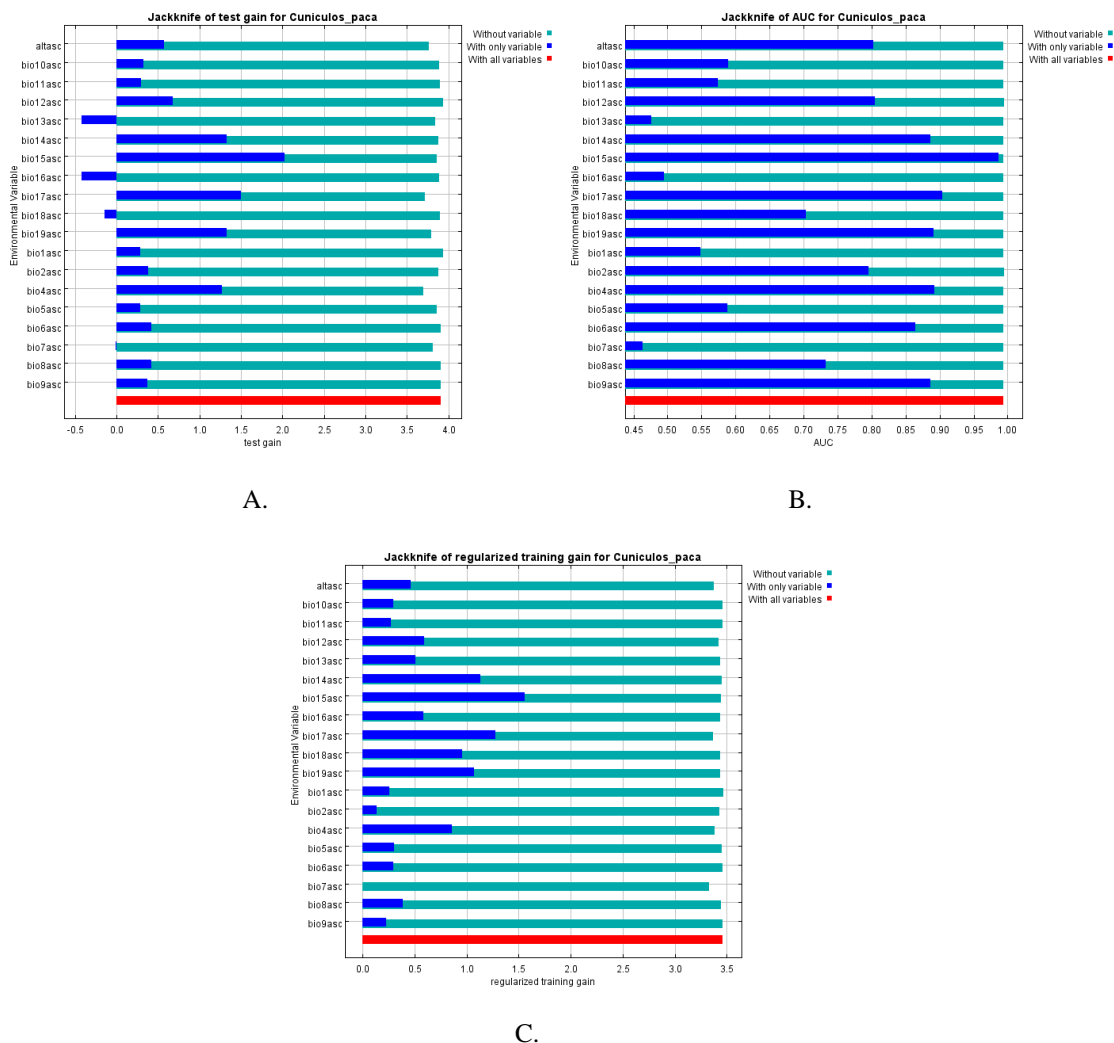 Jackknife of test gain for Cuniculos_paca
Without variable
With only variable
With all variables
Environmental Variable
altasc
bio10asc
bio11asc
bio12asc
bio13asc
bio14asc
bio15asc
bio16asc
bio17asc
bio18asc
bio19asc
bio1asc
bio2asc
bio4asc
bio5asc
bio6asc
bio7asc
bio8asc
bio9asc
-0.5 0.0 0.5 1.0 1.5 2.0 2.5 3.0 3.5 4.0
test gain
A.
Jackknife of AUC for Cuniculos_paca
Without variable
With only variable
With all variables
Environmental Variable
altasc
bio10asc
bio11asc
bio12asc
bio13asc
bio14asc
bio15asc
bio16asc
bio17asc
bio18asc
bio19asc
bio1asc
bio2asc
bio4asc
bio5asc
bio6asc
bio7asc
bio8asc
bio9asc
0.45 0.50 0.55 0.60 0.65 0.70 0.75 0.80 0.85 0.90 0.95 1.00
AUC
B.
Jackknife of regularized training gain for Cuniculos_paca
Without variable
With only variable
With all variables
Environmental Variable
altasc
bio10asc
bio11asc
bio12asc
bio13asc
bio14asc
bio15asc
bio16asc
bio17asc
bio18asc
bio19asc
bio1asc
bio2asc
bio4asc
bio5asc
bio6asc
bio7asc
bio8asc
bio9asc
0.0 0.5 1.0 1.5 2.0 2.5 3.0 3.5
regularized training gain
C.